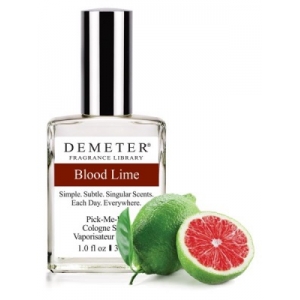 DEMETER®
FRAGRANCE LIBRARY
Blood Lime
Simple. Subtle. Singular Scents.
Each Day. Everywhere.
Pick-Me-
Cologne S
Vaporisateur
1.0 fl oz 3